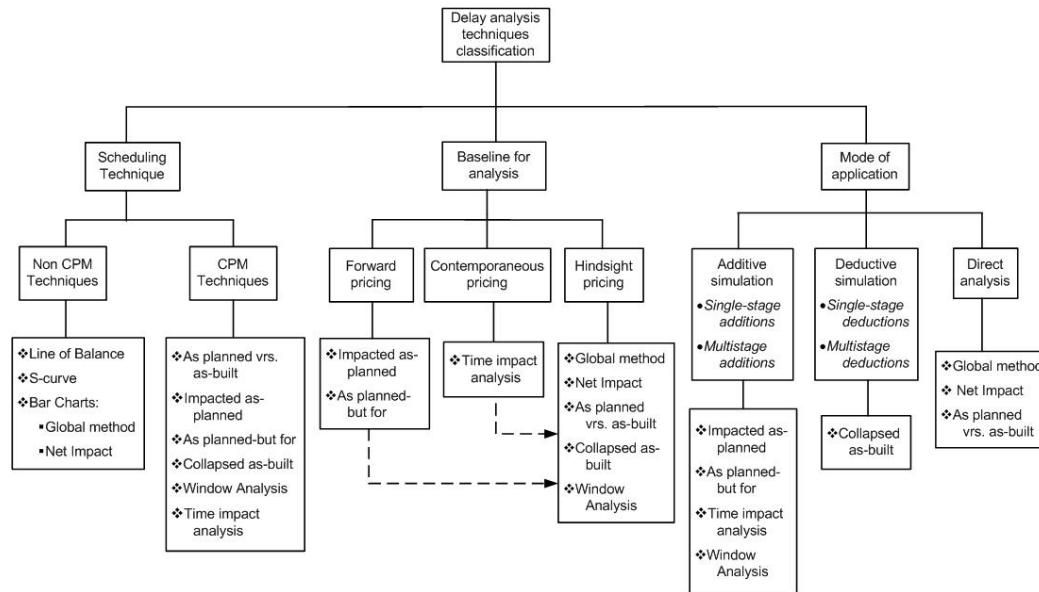 Delay analysis
techniques
classification
Scheduling
Technique
Baseline for
analysis
Mode of
application
Non CPM
Techniques
CPM
Techniques
Forward
pricing
Contemporaneous
pricing
Hindsight
pricing
Additive
simulation
•Single-stage
additions
•Multistage
additions
Deductive
simulation
•Single-stage
deductions
•Multistage
deductions
Direct
analysis
❖Line of Balance
❖S-curve
❖Bar Charts:
▪Global method
▪Net Impact
❖As planned vrs.
as-built
❖Impacted as-
planned
❖As planned-but for
❖Collapsed as-built
❖Window Analysis
❖Time impact
analysis
❖Impacted as-
planned
❖As planned-
but for
❖Time impact
analysis
❖Global method
❖Net Impact
❖As planned
vrs. as-built
❖Collapsed as-
built
❖Window
Analysis
❖Impacted as-
planned
❖As planned-
but for
❖Time impact
analysis
❖Window
Analysis
❖Collapsed
as-built
❖Global method
❖Net Impact
❖As planned
vrs. as-built